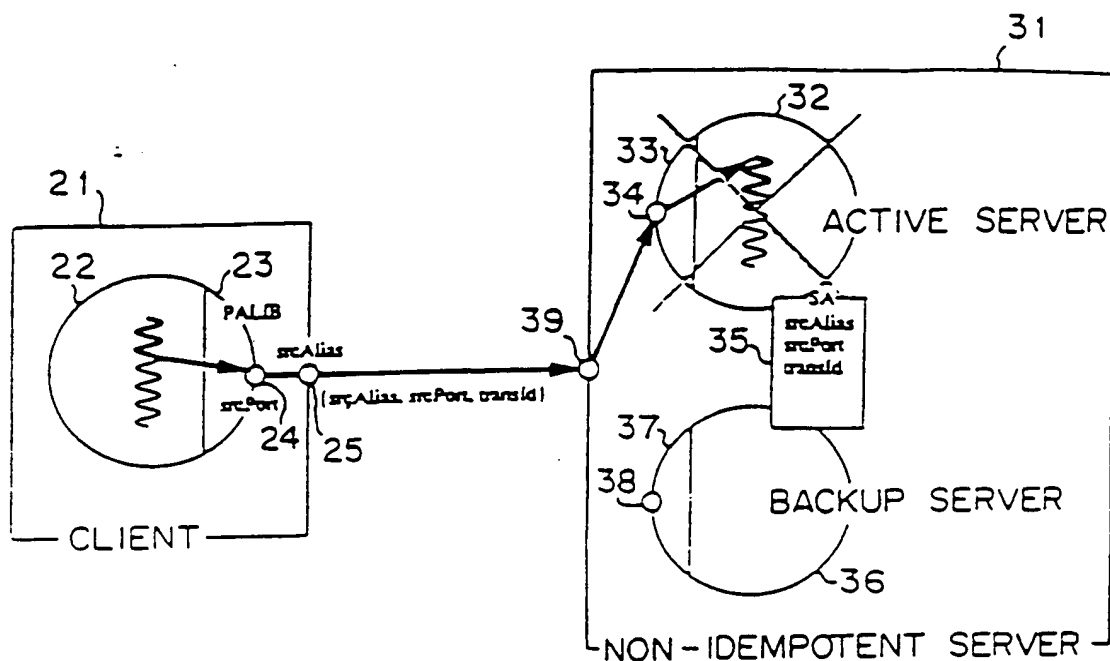 31
32
33
34
ACTIVE SERVER
21
22
23
PALIB
srcAlias
srcPort
24
25
(srcAlias, srcPort, transId)
39
SA
srcAlias
srcPort
transId
35
37
38
BACKUP SERVER
36
CLIENT
NON-IDEMPOTENT SERVER